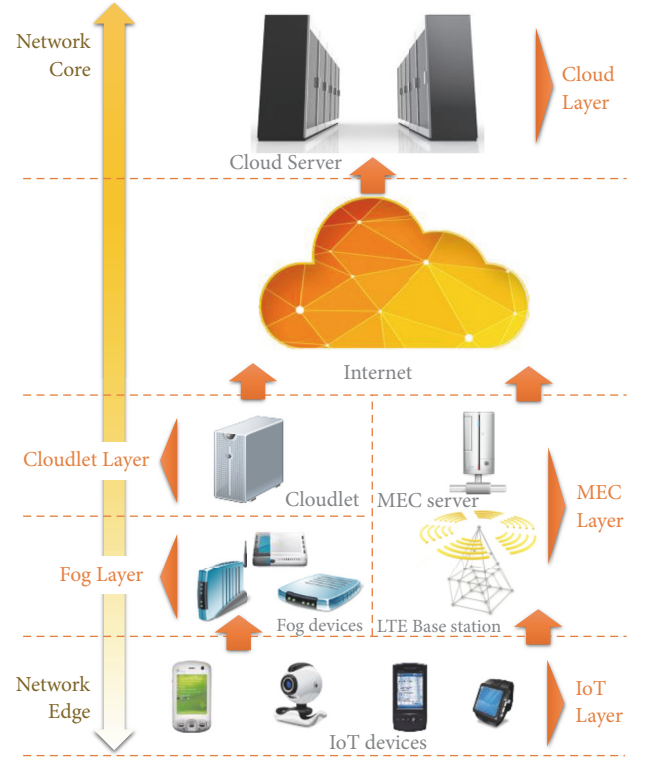 Network
Core
Cloud
Layer
Cloud Server
Internet
Cloudlet Layer
Cloudlet
MEC server
MEC
Layer
Fog Layer
Fog devices
LTE Base station
Network
Edge
IoT
Layer
IoT devices